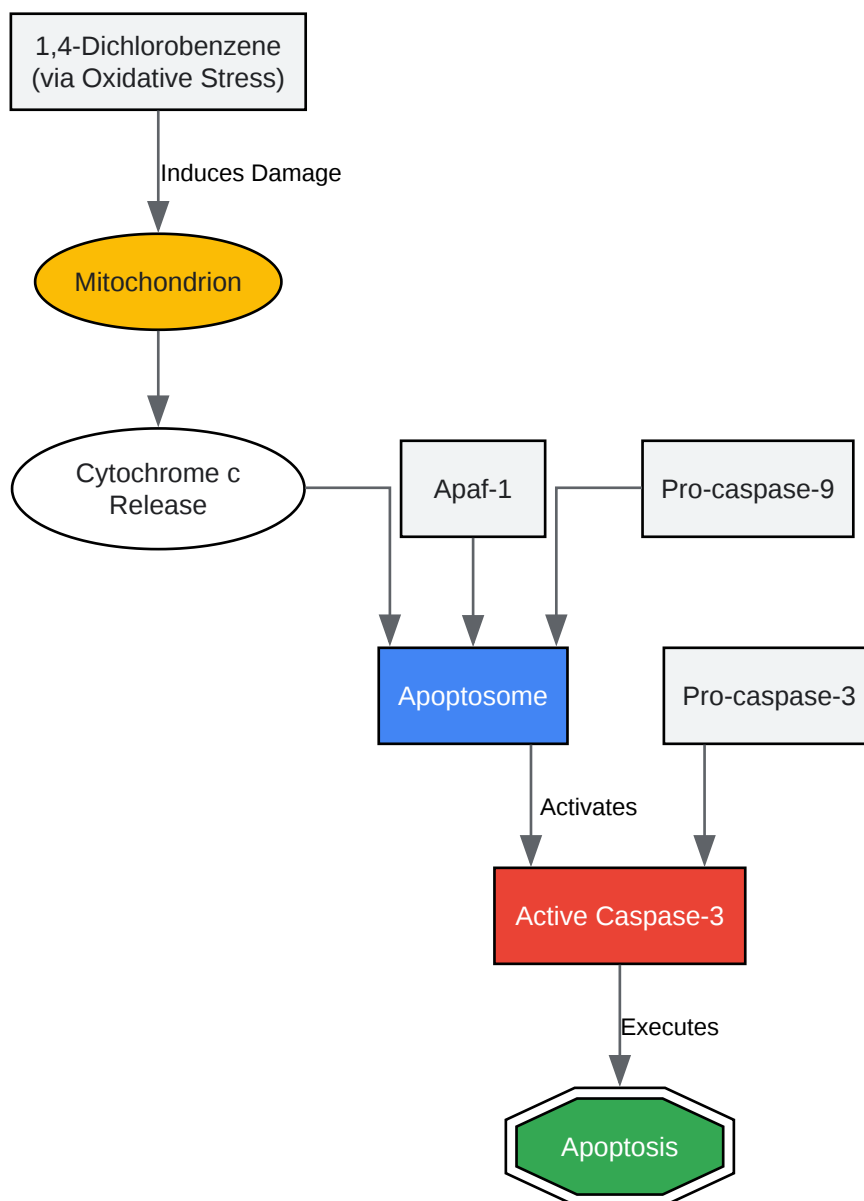 1,4-Dichlorobenzene
(via Oxidative Stress)
Induces Damage
Mitochondrion
Cytochrome c
Release
Apaf-1
Pro-caspase-9
Apoptosome
Pro-caspase-3
Activates
Active Caspase-3
Executes
Apoptosis